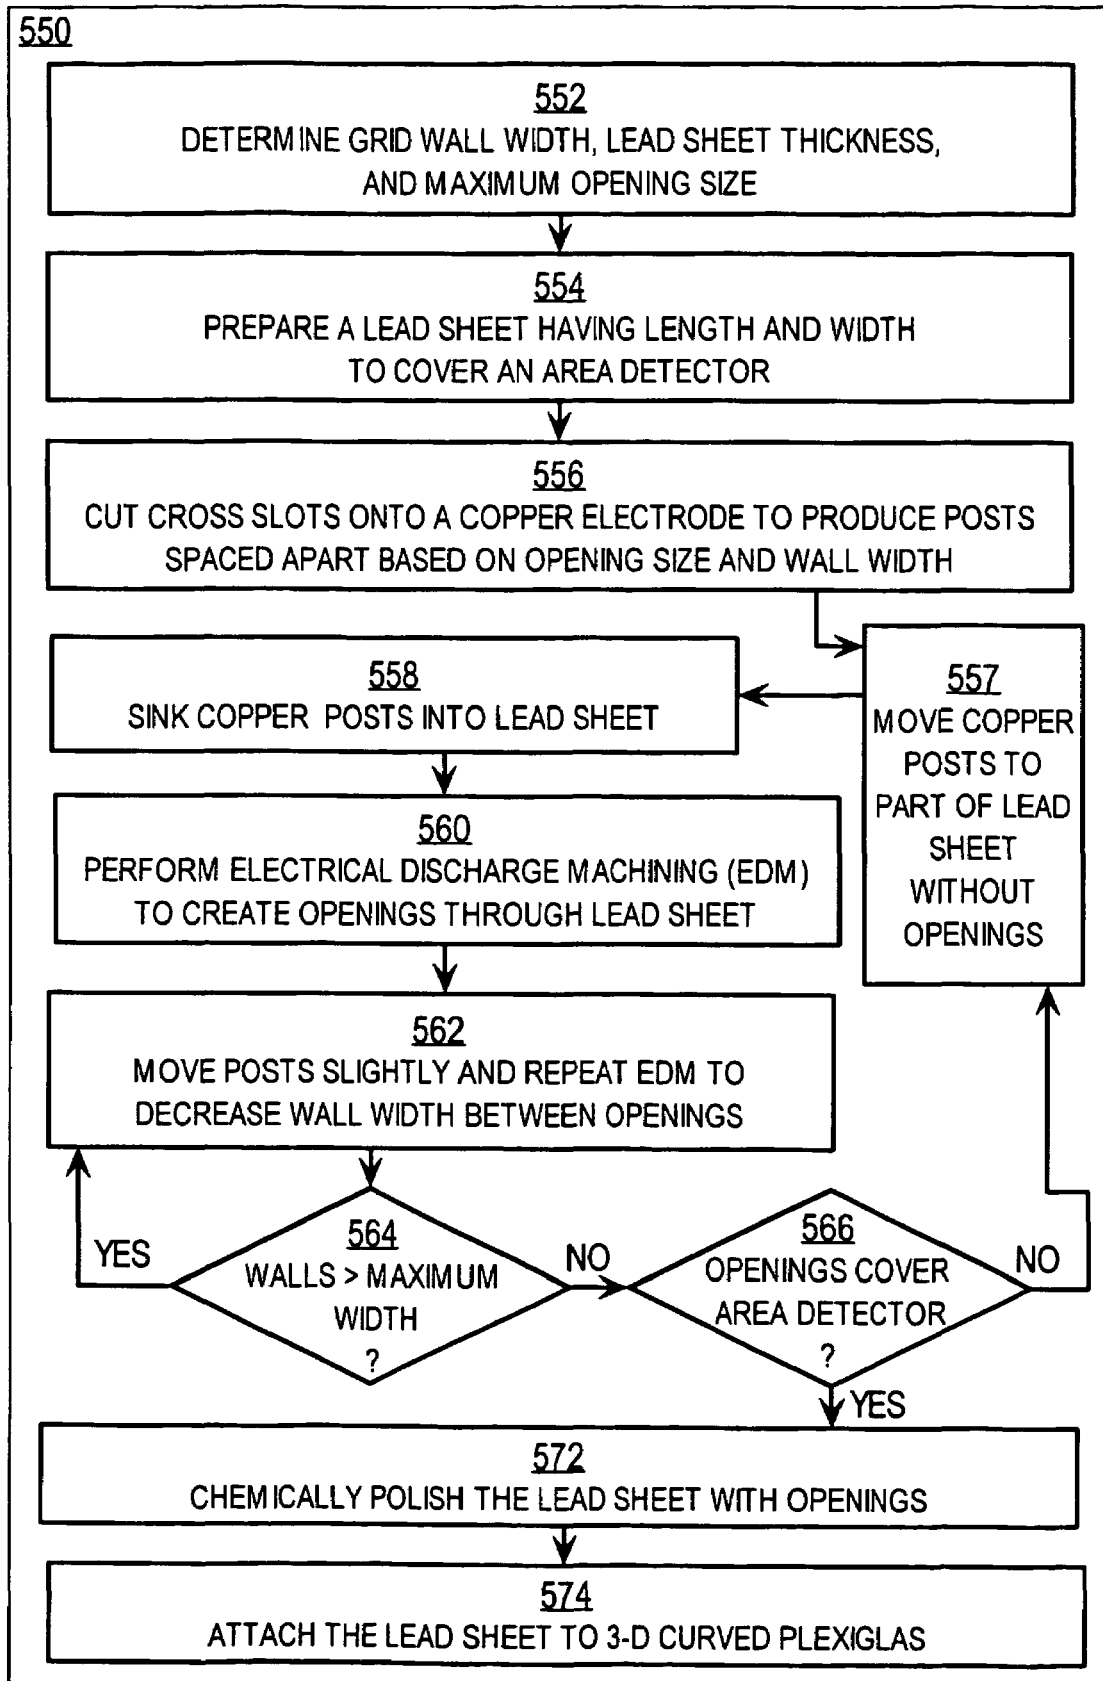 550
552
DETERMINE GRID WALL WIDTH, LEAD SHEET THICKNESS,
AND MAXIMUM OPENING SIZE
554
PREPARE A LEAD SHEET HAVING LENGTH AND WIDTH
TO COVER AN AREA DETECTOR
556
CUT CROSS SLOTS ONTO A COPPER ELECTRODE TO PRODUCE POSTS
SPACED APART BASED ON OPENING SIZE AND WALL WIDTH
557
MOVE COPPER
POSTS TO
PART OF LEAD
SHEET
WITHOUT
OPENINGS
558
SINK COPPER POSTS INTO LEAD SHEET
560
PERFORM ELECTRICAL DISCHARGE MACHINING (EDM)
TO CREATE OPENINGS THROUGH LEAD SHEET
562
MOVE POSTS SLIGHTLY AND REPEAT EDM TO
DECREASE WALL WIDTH BETWEEN OPENINGS
564
WALLS > MAXIMUM
WIDTH
?
YES
NO
566
OPENINGS COVER
AREA DETECTOR
?
NO
YES
572
CHEMICALLY POLISH THE LEAD SHEET WITH OPENINGS
574
ATTACH THE LEAD SHEET TO 3-D CURVED PLEXIGLAS